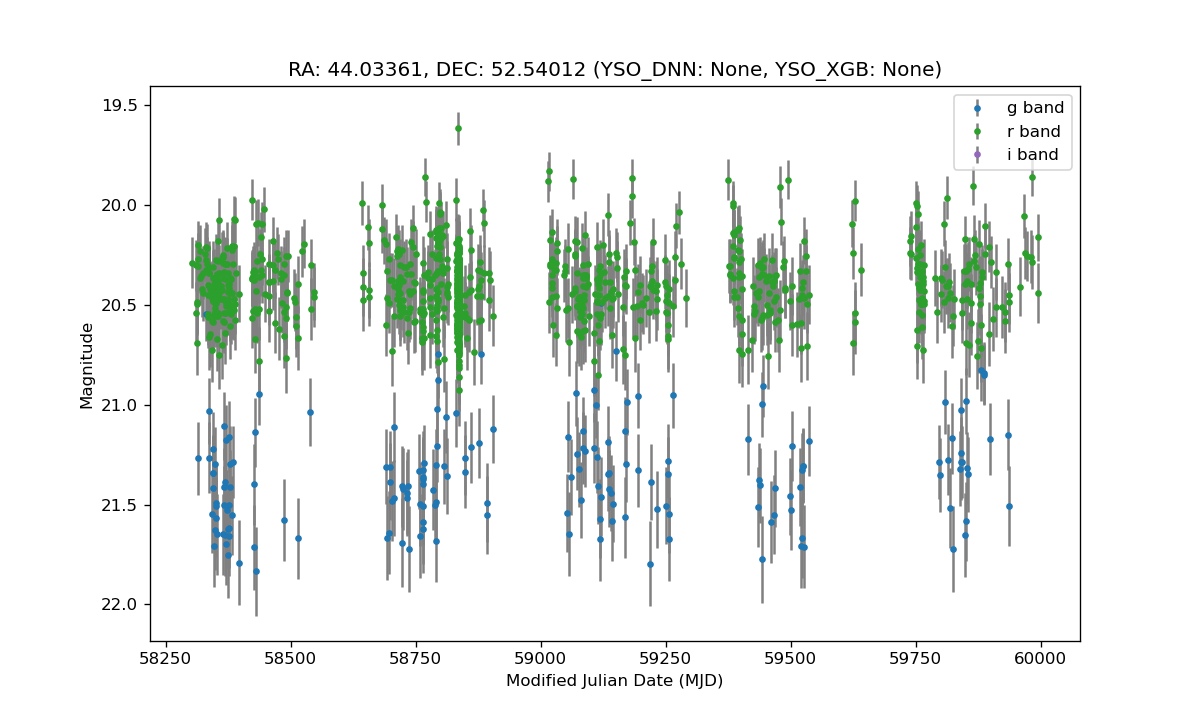 RA: 44.03361, DEC: 52.54012 (YSO_DNN: None, YSO_XGB: None)
g band
r band
i band
19.5
20.0
20.5
21.0
21.5
22.0
Magnitude
58250 58500 58750 59000 59250 59500 59750 60000
Modified Julian Date (MJD)